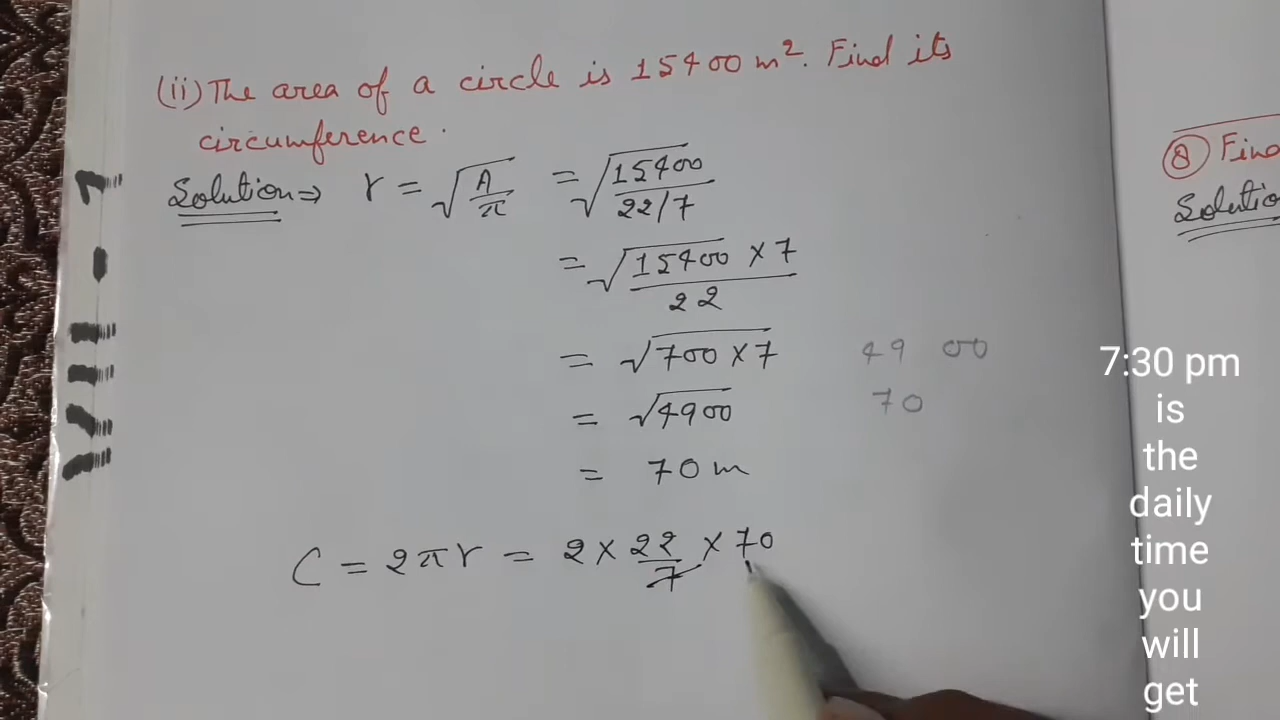 (ii) The area of a circle is 15400 m². Find its
circumference.
Solution ⇒ r = √(A/π) = √(15400/(22/7))
= √(15400 × 7/22)
= √(700 × 7) 49 00
= √4900 70
= 70 m
C = 2πr = 2 × 22/7 × 70
(8) Find
Solutio
7:30 pm
is
the
daily
time
you
will
get